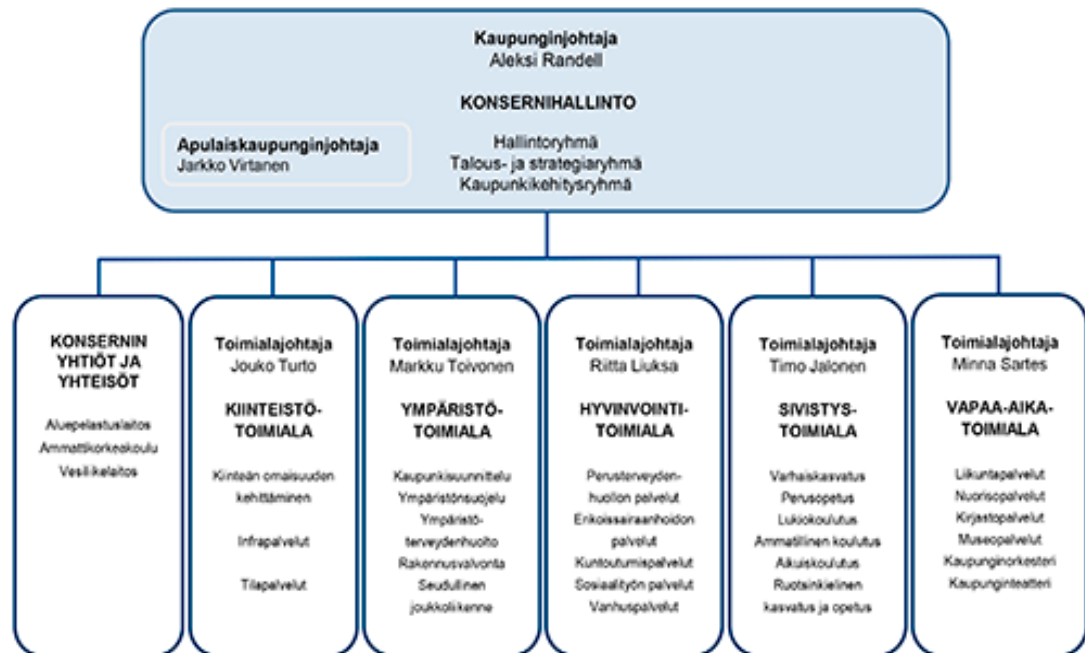 Kaupunginjohtaja
Aleksi Randell
KONSERNIHALLINTO
Apulaiskaupunginjohtaja
Jarkko Virtanen
Hallintoryhmä
Talous- ja strategiaryhmä
Kaupunkikehitysryhmä
KONSERNIN
YHTIÖT JA
YHTEISÖT
Aluepelastuslaitos
Ammattikorkeakoulu
Vesiliikelaitos
Toimialajohtaja
Jouko Turto
KIINTEISTÖ-
TOIMIALA
Kiinteän omaisuuden
kehittäminen
Infrapalvelut
Tilapalvelut
Toimialajohtaja
Markku Toivonen
YMPÄRISTÖ-
TOIMIALA
Kaupunkisuunnittelu
Ympäristönsuojelu
Ympäristö-
terveydenhuolto
Rakennusvalvonta
Seudullinen
joukkoliikenne
Toimialajohtaja
Riitta Liuksa
HYVINVOINTI-
TOIMIALA
Perusterveyden-
huollon palvelut
Erikoissairaanhoidon
palvelut
Kuntoutumispalvelut
Sosiaalityön palvelut
Vanhuspalvelut
Toimialajohtaja
Timo Jalonen
SIVISTYS-
TOIMIALA
Varhaiskasvatus
Perusopetus
Lukiokoulutus
Ammatillinen koulutus
Aikuiskoulutus
Ruotsinkielinen
kasvatus ja opetus
Toimialajohtaja
Minna Sartes
VAPAA-AIKA-
TOIMIALA
Liikuntapalvelut
Nuorisopalvelut
Kirjastopalvelut
Museopalvelut
Kaupunginorkesteri
Kaupunginteatteri